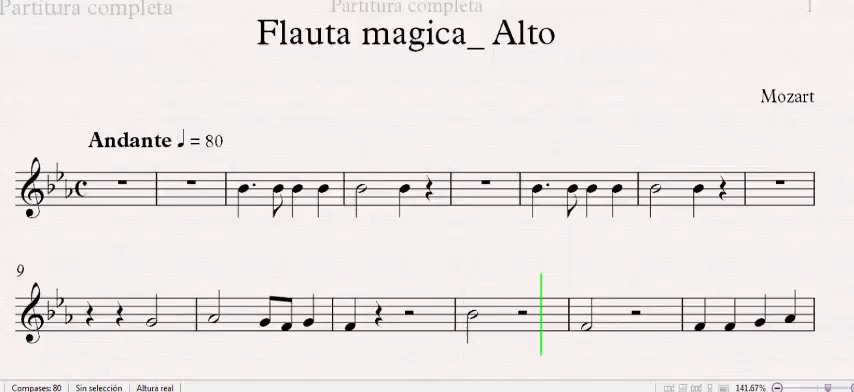 Partitura completa Partitura completa 1
Flauta magica_ Alto
Mozart
Andante ♩ = 80
9
Compases: 80 Sin selección Altura real 141.67%